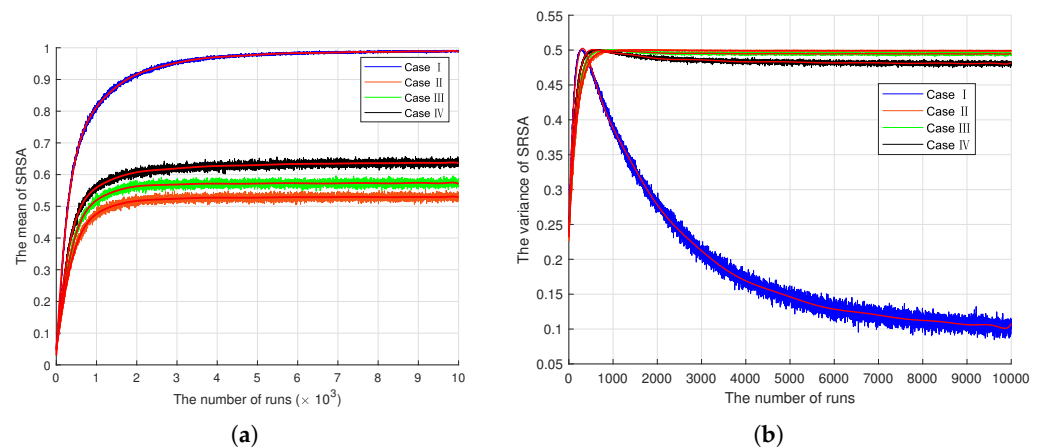 The mean of SRSA
1
0.9
0.8
0.7
0.6
0.5
0.4
0.3
0.2
0.1
0
0 1 2 3 4 5 6 7 8 9 10
The number of runs (× 10³)
Case Ⅰ
Case Ⅱ
Case Ⅲ
Case Ⅳ
(a)
The variance of SRSA
0.55
0.5
0.45
0.4
0.35
0.3
0.25
0.2
0.15
0.1
0.05
0 1000 2000 3000 4000 5000 6000 7000 8000 9000 10000
The number of runs
Case Ⅰ
Case Ⅱ
Case Ⅲ
Case Ⅳ
(b)